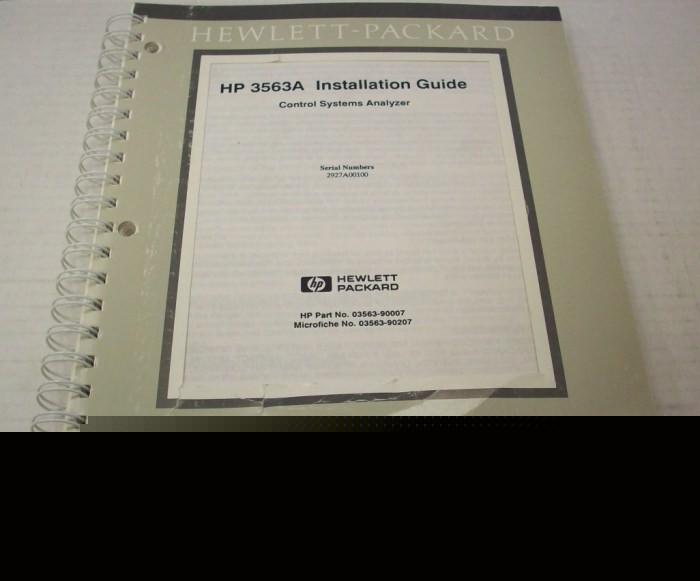 HEWLETT-PACKARD
HP 3563A Installation Guide
Control Systems Analyzer
Serial Numbers
2927A00100
hp HEWLETT
PACKARD
HP Part No. 03563-90007
Microfiche No. 03563-90207